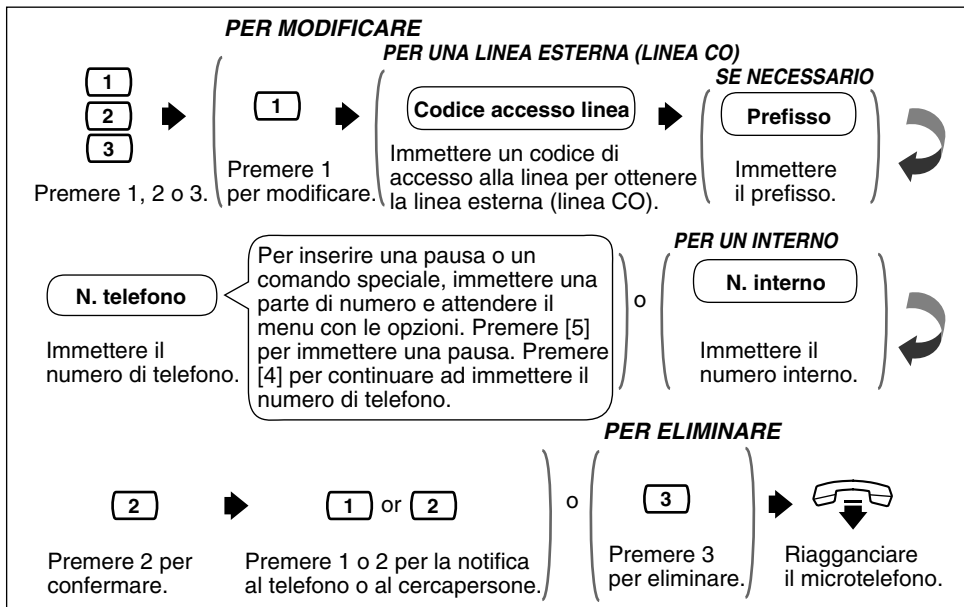 PER MODIFICARE
PER UNA LINEA ESTERNA (LINEA CO)
SE NECESSARIO
1
2
3
Premere 1, 2 o 3.
1
Premere 1
per modificare.
Codice accesso linea
Immettere un codice di
accesso alla linea per ottenere
la linea esterna (linea CO).
Prefisso
Immettere
il prefisso.
N. telefono
Immettere il
numero di telefono.
Per inserire una pausa o un
comando speciale, immettere una
parte di numero e attendere il
menu con le opzioni. Premere [5]
per immettere una pausa. Premere
[4] per continuare ad immettere il
numero di telefono.
o
PER UN INTERNO
N. interno
Immettere il
numero interno.
2
Premere 2 per
confermare.
1 or 2
Premere 1 o 2 per la notifica
al telefono o al cercapersone.
o
PER ELIMINARE
3
Premere 3
per eliminare.
Riagganciare
il microtelefono.